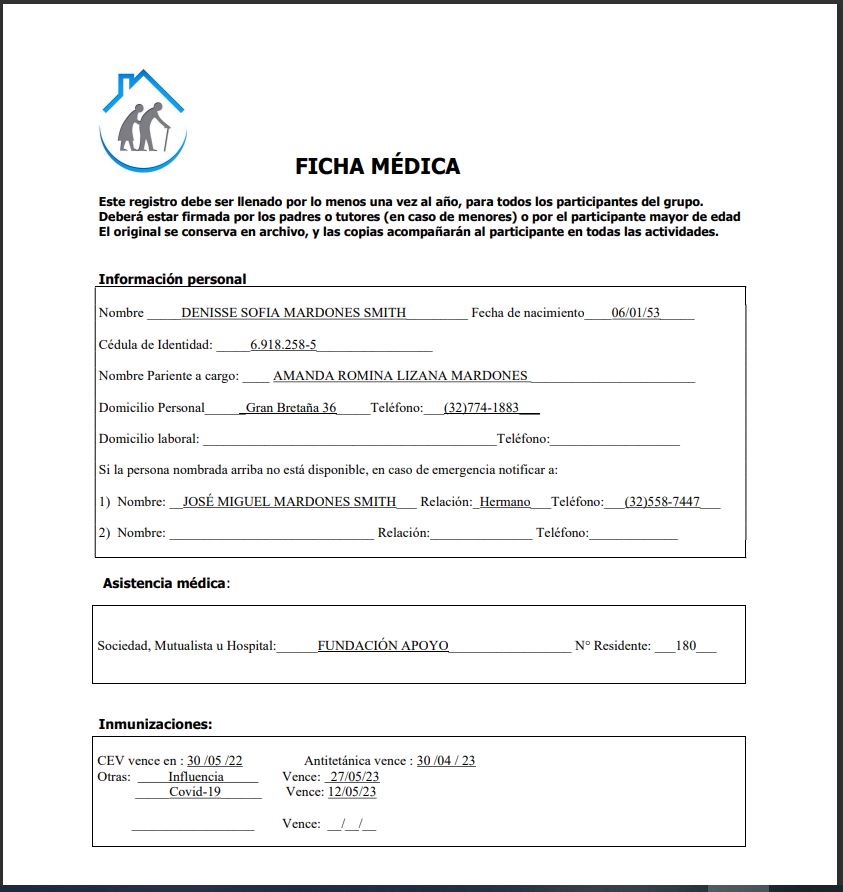 FICHA MÉDICA
Este registro debe ser llenado por lo menos una vez al año, para todos los participantes del grupo.
Deberá estar firmada por los padres o tutores (en caso de menores) o por el participante mayor de edad
El original se conserva en archivo, y las copias acompañarán al participante en todas las actividades.
Información personal
Nombre _____DENISSE SOFIA MARDONES SMITH_________ Fecha de nacimiento____06/01/53_____
Cédula de Identidad: _____6.918.258-5_________________
Nombre Pariente a cargo: ____ AMANDA ROMINA LIZANA MARDONES________________________
Domicilio Personal______Gran Bretaña 36_____Teléfono:___(32)774-1883___
Domicilio laboral: ___________________________________________Teléfono:___________________
Si la persona nombrada arriba no está disponible, en caso de emergencia notificar a:
1) Nombre: __JOSÉ MIGUEL MARDONES SMITH___ Relación:_Hermano___Teléfono:___(32)558-7447___
2) Nombre: ______________________________ Relación:_______________ Teléfono:_____________
Asistencia médica:
Sociedad, Mutualista u Hospital:______FUNDACIÓN APOYO__________________ N° Residente: ___180___
Inmunizaciones:
CEV vence en : 30 /05 /22 Antitetánica vence : 30 /04 / 23
Otras: ____Influencia_____ Vence: _27/05/23
_____Covid-19______ Vence: 12/05/23
__________________ Vence: __/__/__